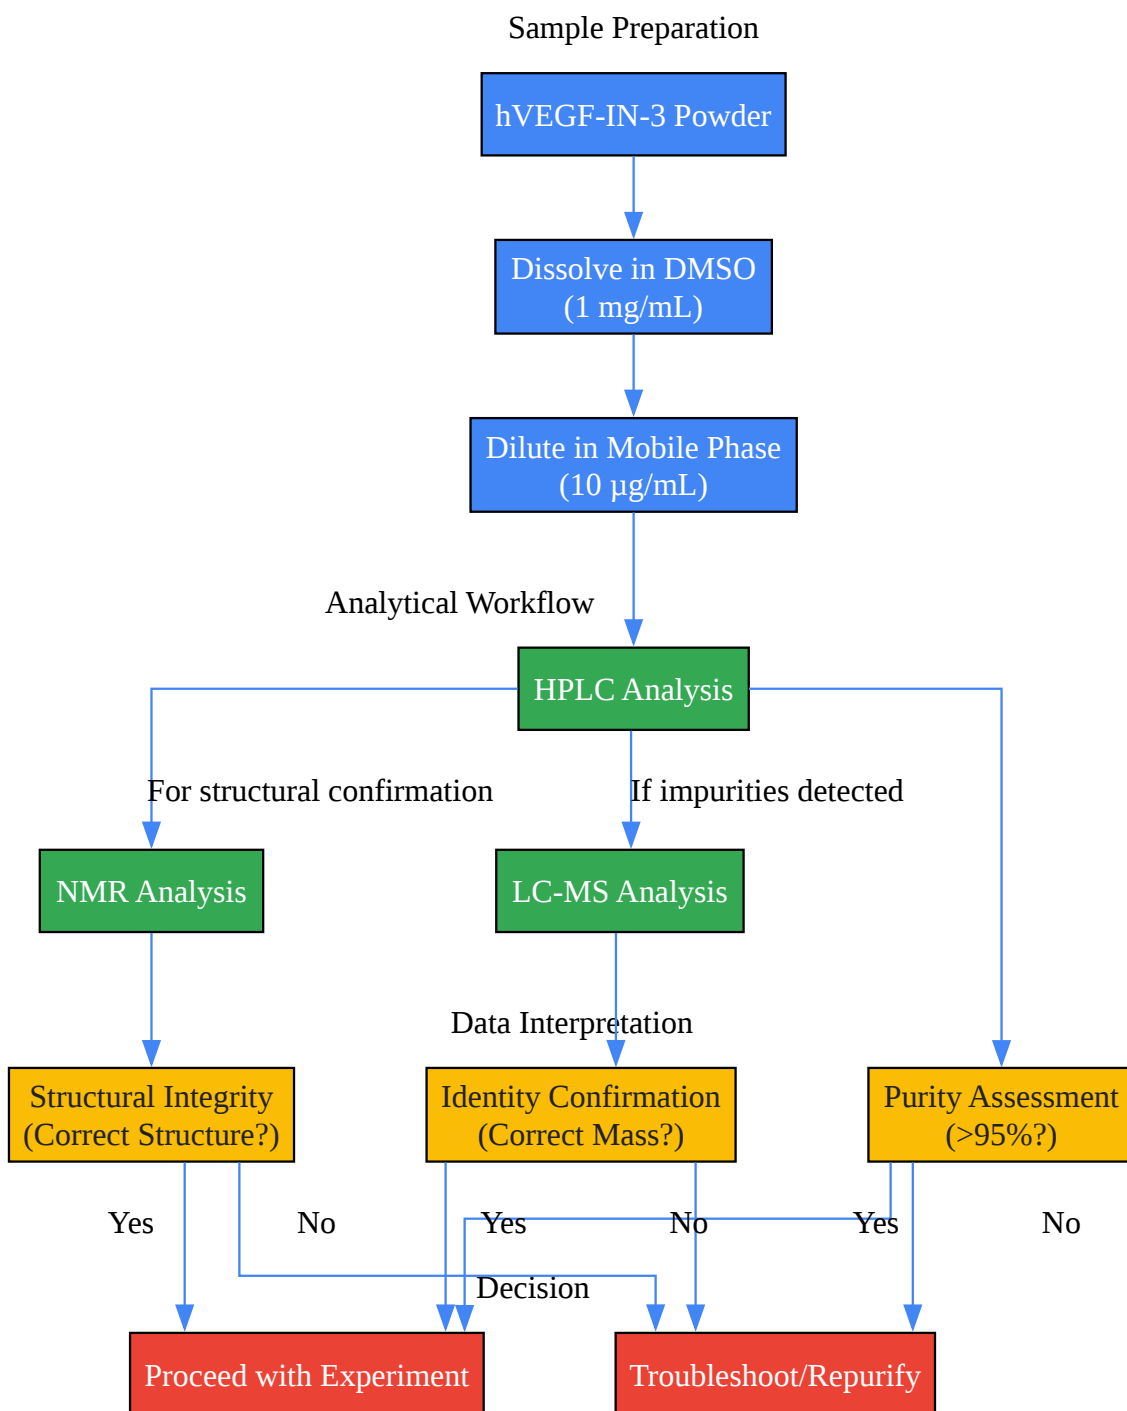 Sample Preparation
hVEGF-IN-3 Powder
Dissolve in DMSO
(1 mg/mL)
Dilute in Mobile Phase
(10 µg/mL)
Analytical Workflow
HPLC Analysis
For structural confirmation
If impurities detected
NMR Analysis
LC-MS Analysis
Data Interpretation
Structural Integrity
(Correct Structure?)
Identity Confirmation
(Correct Mass?)
Purity Assessment
(>95%?)
Yes
No
Yes
No
Yes
No
Decision
Proceed with Experiment
Troubleshoot/Repurify